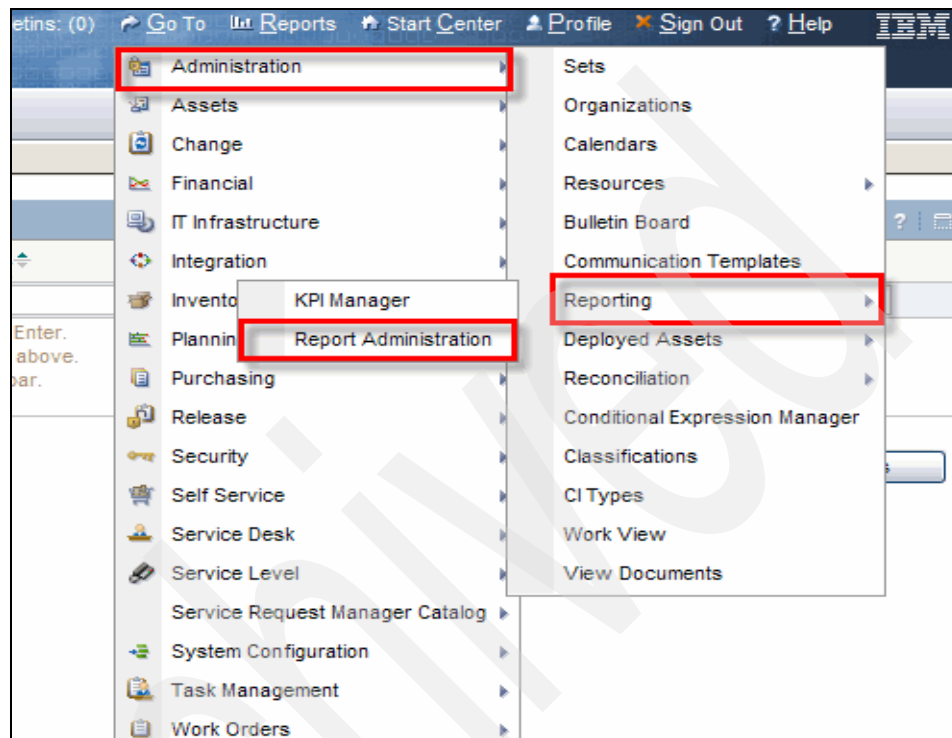 etins: (0) Go To Reports Start Center Profile Sign Out ? Help IBM
Administration
Assets
Change
Financial
IT Infrastructure
Integration
Invento
Plannin
Purchasing
Release
Security
Self Service
Service Desk
Service Level
Service Request Manager Catalog
System Configuration
Task Management
Work Orders
KPI Manager
Report Administration
Sets
Organizations
Calendars
Resources
Bulletin Board
Communication Templates
Reporting
Deployed Assets
Reconciliation
Conditional Expression Manager
Classifications
CI Types
Work View
View Documents
Enter.
above.
?